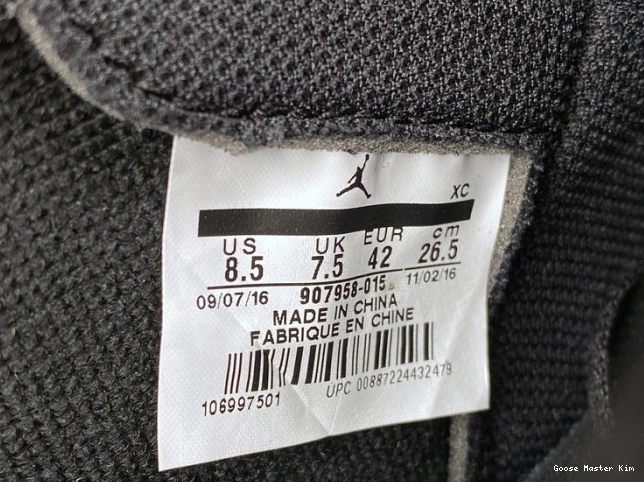 XC
US UK EUR cm
8.5 7.5 42 26.5
09/07/16 907958-015 11/02/16
MADE IN CHINA
FABRIQUE EN CHINE
106997501 UPC 00887224432479
Goose Master Kim